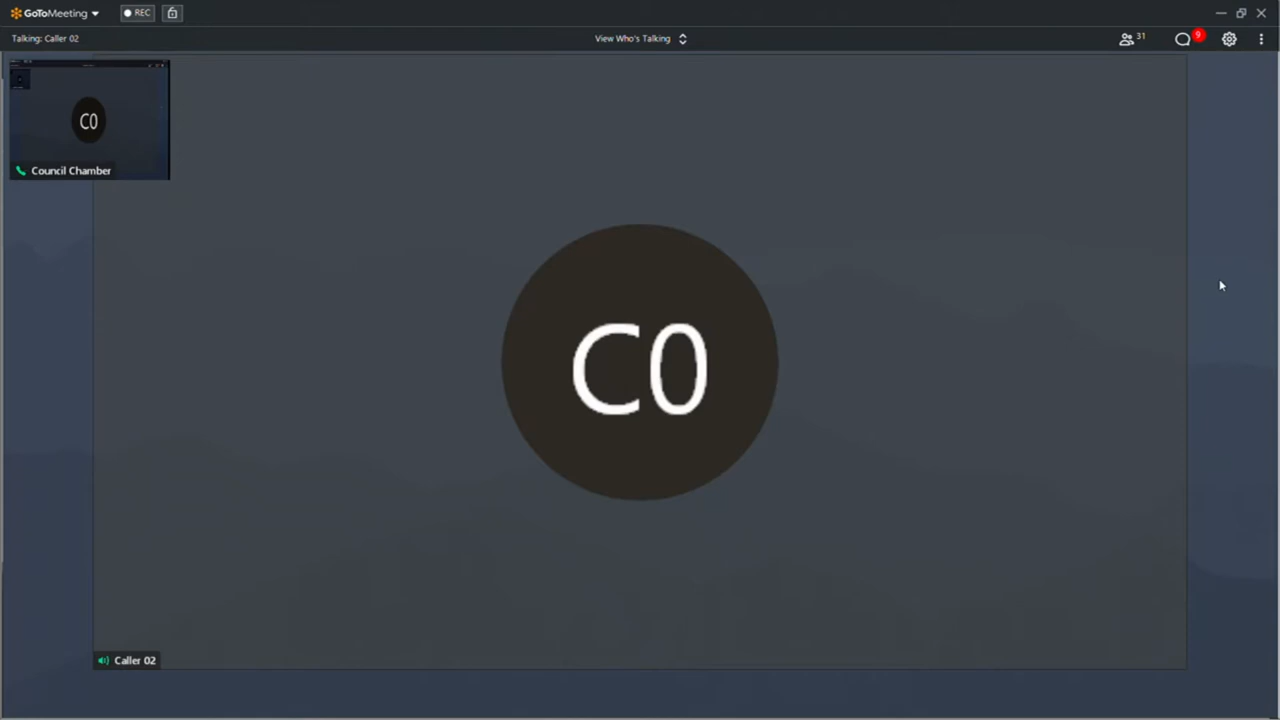 GoToMeeting
REC
Talking: Caller 02
View Who's Talking
31
9
C0
Council Chamber
C0
Caller 02